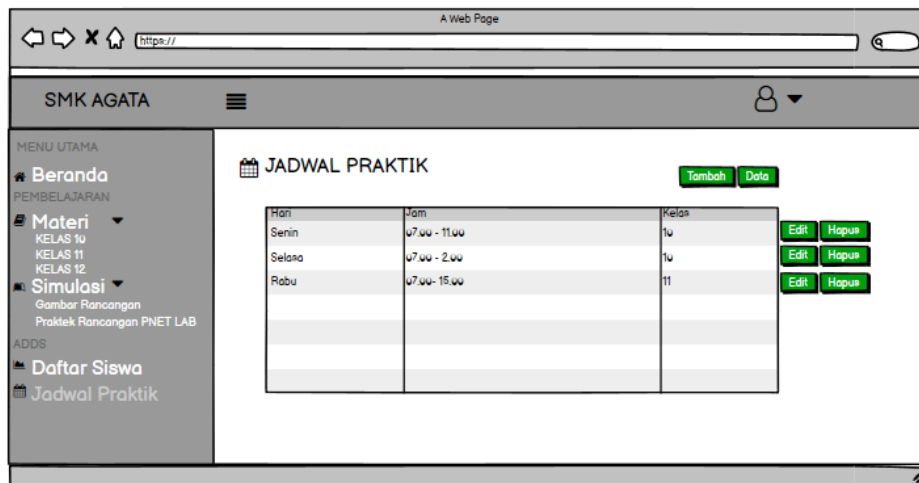 A Web Page
https://
SMK AGATA
MENU UTAMA
Beranda
PEMBELAJARAN
Materi
KELAS 10
KELAS 11
KELAS 12
Simulasi
Gambar Rancangan
Praktek Rancangan PNET LAB
ADDS
Daftar Siswa
Jadwal Praktik
JADWAL PRAKTIK
Tambah Data
Hari Jam Kelas
Senin 07.00 - 11.00 10 Edit Hapus
Selasa 07.00 - 2.00 10 Edit Hapus
Rabu 07.00- 15.00 11 Edit Hapus